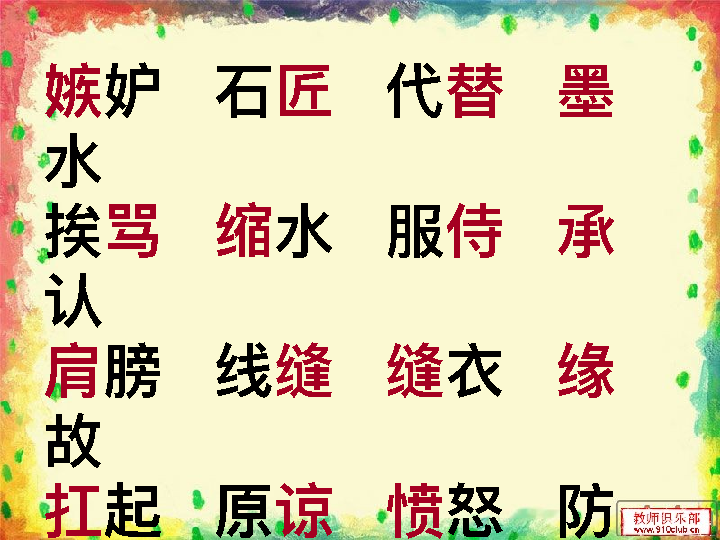 嫉妒 石匠 代替 墨
水
挨骂 缩水 服侍 承
认
肩膀 线缝 缝衣 缘
故
扛起 原谅 愤怒 防
教师俱乐部
www.910club.cn